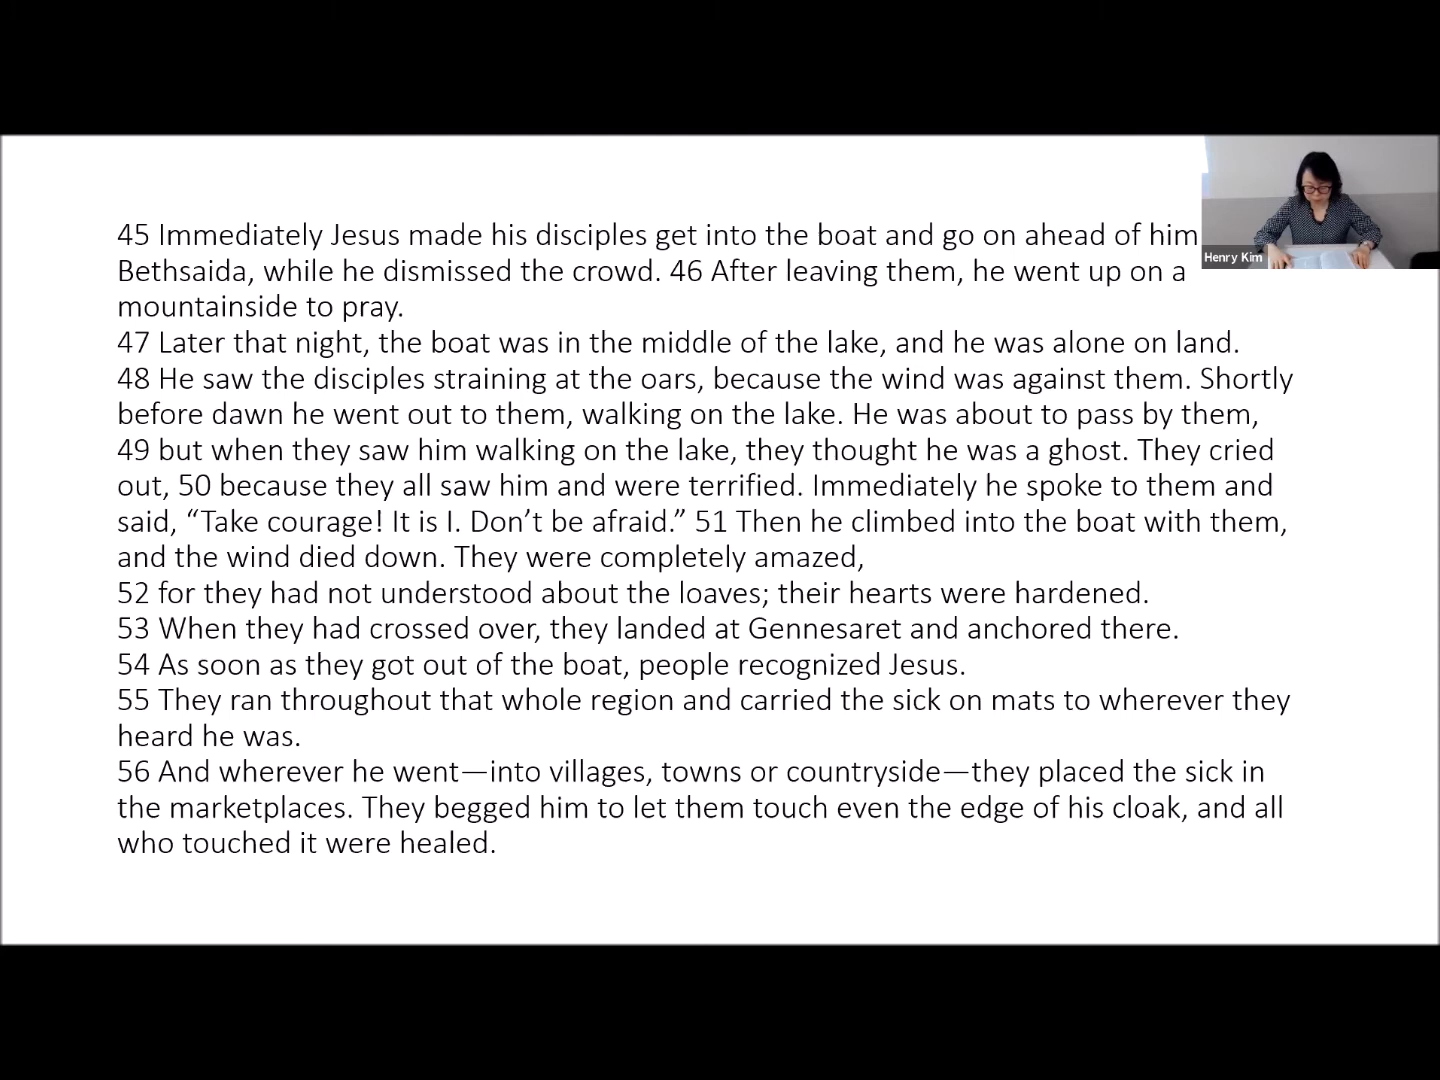 45 Immediately Jesus made his disciples get into the boat and go on ahead of him
Bethsaida, while he dismissed the crowd. 46 After leaving them, he went up on a
mountainside to pray.
47 Later that night, the boat was in the middle of the lake, and he was alone on land.
48 He saw the disciples straining at the oars, because the wind was against them. Shortly
before dawn he went out to them, walking on the lake. He was about to pass by them,
49 but when they saw him walking on the lake, they thought he was a ghost. They cried
out, 50 because they all saw him and were terrified. Immediately he spoke to them and
said, “Take courage! It is I. Don’t be afraid.” 51 Then he climbed into the boat with them,
and the wind died down. They were completely amazed,
52 for they had not understood about the loaves; their hearts were hardened.
53 When they had crossed over, they landed at Gennesaret and anchored there.
54 As soon as they got out of the boat, people recognized Jesus.
55 They ran throughout that whole region and carried the sick on mats to wherever they
heard he was.
56 And wherever he went—into villages, towns or countryside—they placed the sick in
the marketplaces. They begged him to let them touch even the edge of his cloak, and all
who touched it were healed.
Henry Kim